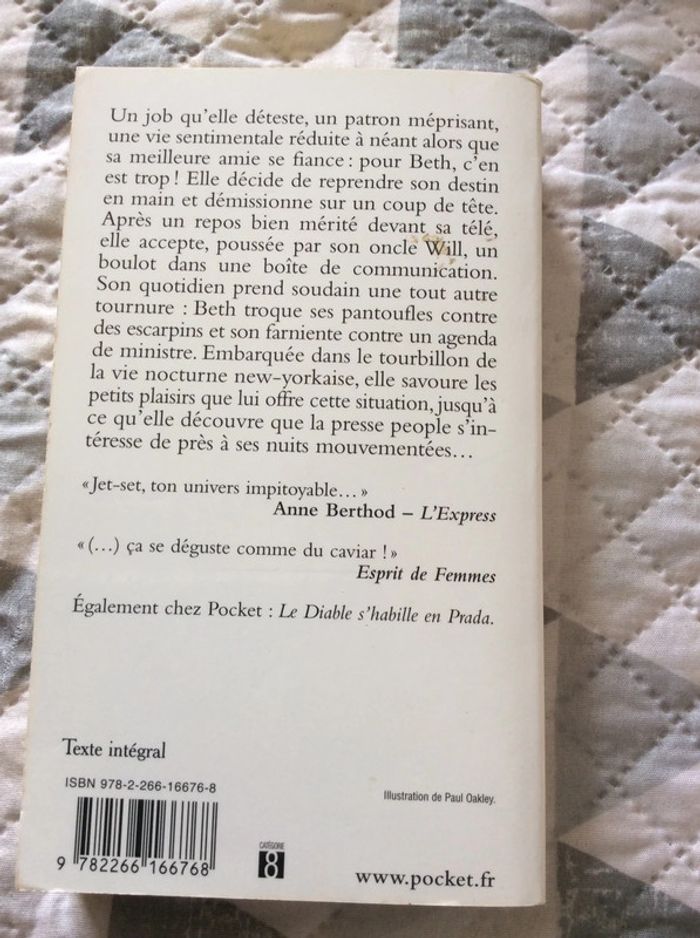 Un job qu'elle déteste, un patron méprisant,
une vie sentimentale réduite à néant alors que
sa meilleure amie se fiance : pour Beth, c'en
est trop ! Elle décide de reprendre son destin
en main et démissionne sur un coup de tête.
Après un repos bien mérité devant sa télé,
elle accepte, poussée par son oncle Will, un
boulot dans une boîte de communication.
Son quotidien prend soudain une tout autre
tournure : Beth troque ses pantoufles contre
des escarpins et son farniente contre un agenda
de ministre. Embarquée dans le tourbillon de
la vie nocturne new-yorkaise, elle savoure les
petits plaisirs que lui offre cette situation, jusqu'à
ce qu'elle découvre que la presse people s'in-
téresse de près à ses nuits mouvementées…
« Jet-set, ton univers impitoyable… »
Anne Berthod – L'Express
« (…) ça se déguste comme du caviar ! »
Esprit de Femmes
Également chez Pocket : Le Diable s'habille en Prada.
Texte intégral
ISBN 978-2-266-16676-8
Illustration de Paul Oakley.
9 782266 166768
CATÉGORIE
8
www.pocket.fr